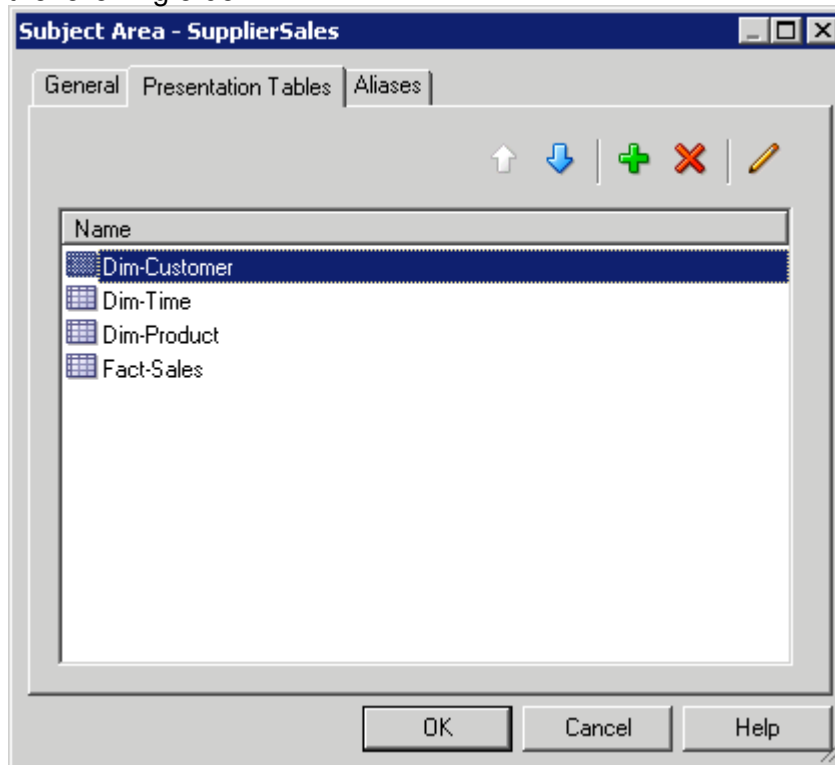 Subject Area - SupplierSales
General Presentation Tables Aliases
Name
Dim-Customer
Dim-Time
Dim-Product
Fact-Sales
OK Cancel Help